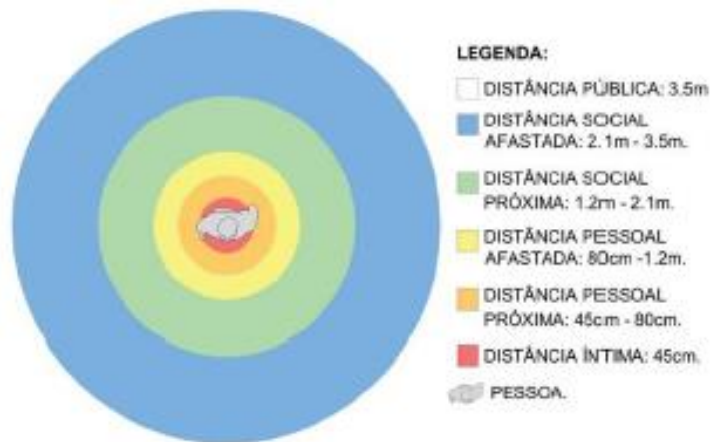 LEGENDA:
DISTÂNCIA PÚBLICA: 3.5m
DISTÂNCIA SOCIAL
AFASTADA: 2.1m - 3.5m.
DISTÂNCIA SOCIAL
PRÓXIMA: 1.2m - 2.1m.
DISTÂNCIA PESSOAL
AFASTADA: 80cm -1.2m.
DISTÂNCIA PESSOAL
PRÓXIMA: 45cm - 80cm.
DISTÂNCIA ÍNTIMA: 45cm.
PESSOA.